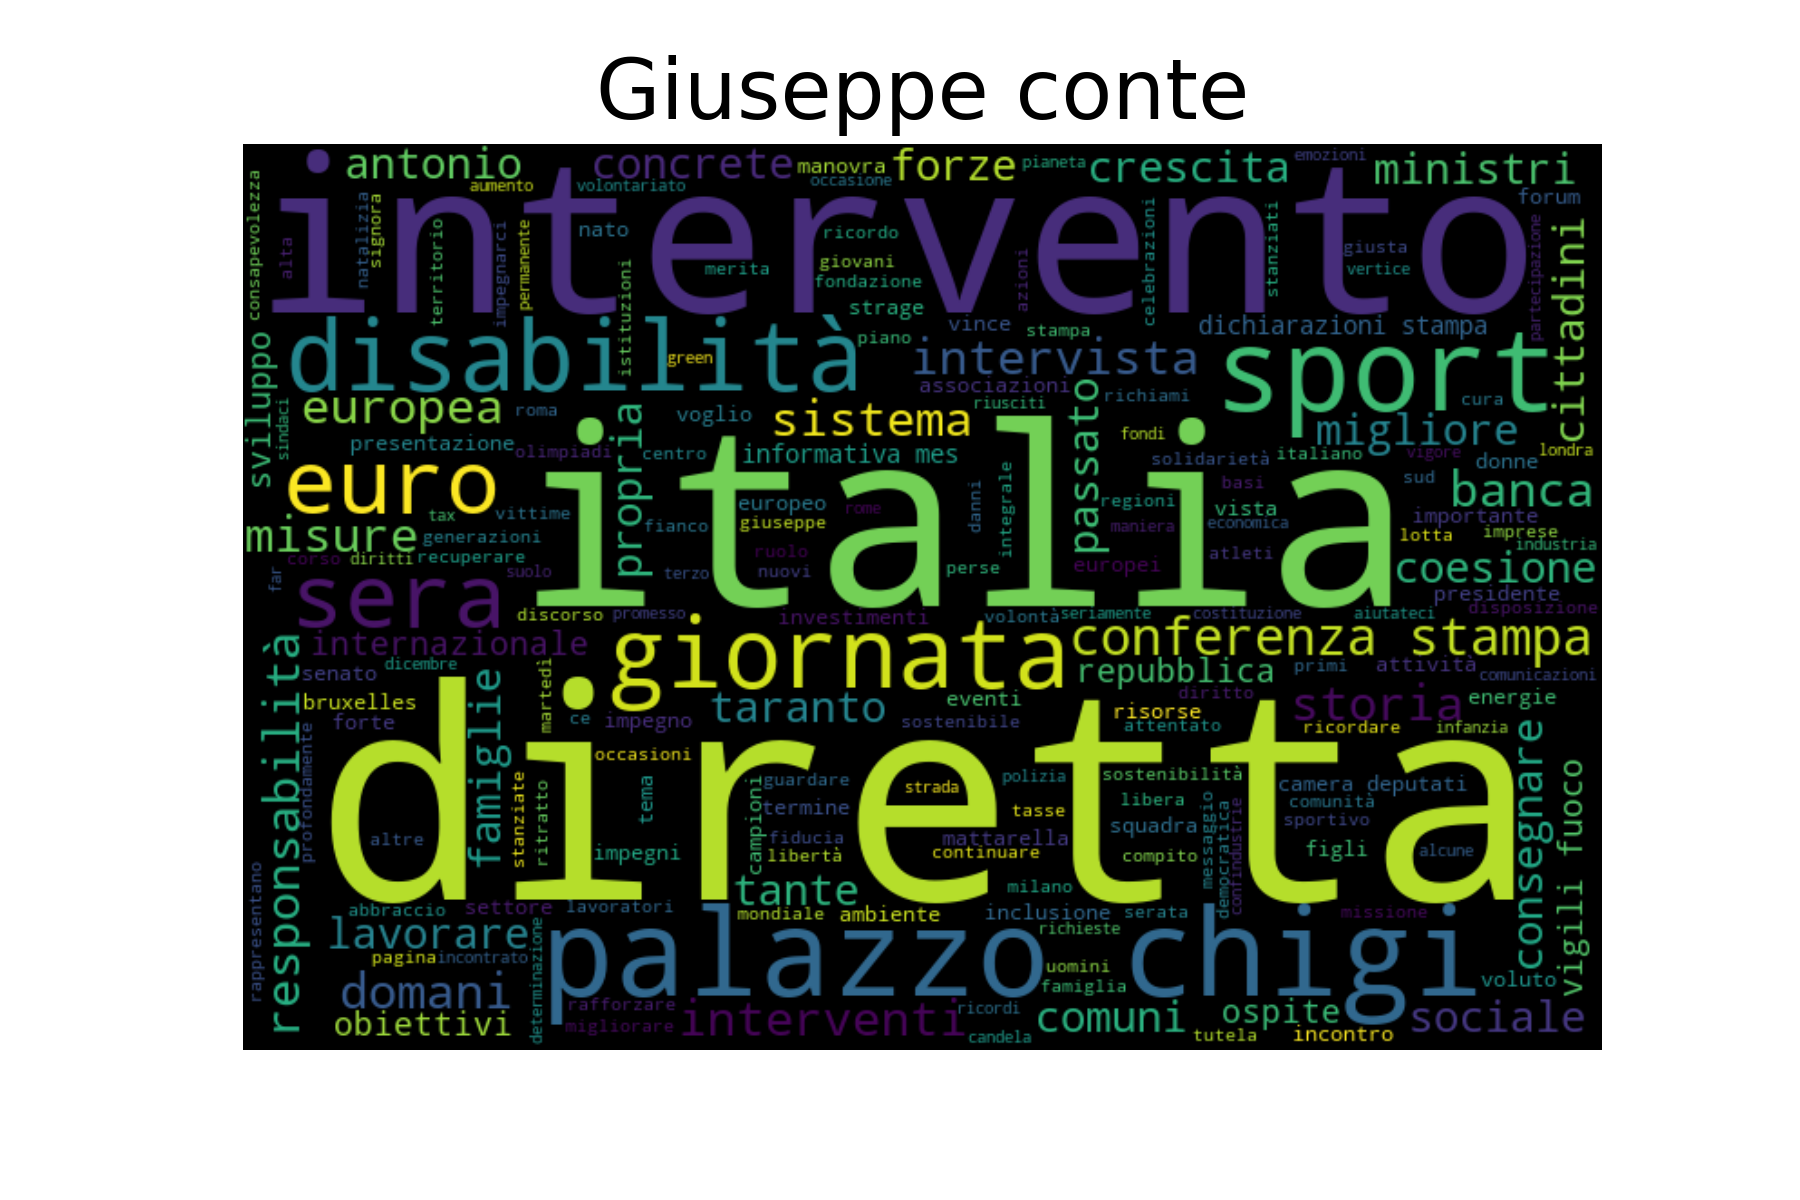 Giuseppe conte
antonio
concrete
manovra
forze
pianeta
crescita
emozioni
ministri
aumento
volontariato
occasione
forum
consapevolezza
natalizia
signora
intervento
alta
territorio
impegnarci
permanente
nato
ricordo
merita
giovani
fondazione
strage
azioni
celebrazioni
stanziati
giusta
vertice
partecipazione
cittadini
istituzioni
disabilità
green
piano
vince
stampa
dichiarazioni stampa
intervista
sport
associazioni
richiami
cura
sviluppo
sindaci
europea
roma
voglio
sistema
riusciti
passato
fondi
migliore
presentazione
olimpiadi
propria
centro
informativa mes
solidarietà
italiano
vigore
donne
londra
euro
italia
basi
sud
banca
europeo
rome
danni
integrale
regioni
vista
importante
misure
tax
vittime
fianco
giuseppe
maniera
economica
lotta
imprese
generazioni
industria
corso
diritti
recuperare
ruolo
atleti
far
suolo
terzo
nuovi
perse
europei
coesione
sera
presidente
discorso
promesso
investimenti
volontà
seriamente
costituzione
aiutateci
disposizione
internazionale
giornata
conferenza stampa
responsabilità
senato
dicembre
famiglie
martedì
repubblica
primi
attività
comunicazioni
bruxelles
forte
ce
impegno
taranto
eventi
sostenibile
diritto
risorse
attentato
storia
energie
ricordare
infanzia
profondamente
diretta
occasioni
consegnare
vigili fuoco
stanziate
ritratto
tema
campioni
guardare
strada
polizia
sostenibilità
camera deputati
termine
tasse
libera
comunità
sportivo
altre
fiducia
mattarella
squadra
messaggio
democratica
confindustrie
impegni
libertà
continuare
compito
figli
alcune
rappresentano
tante
milano
abbraccio
settore
lavoratori
mondiale
ambiente
inclusione
serata
missione
lavorare
richieste
pagina
incontrato
determinazione
palazzo chigi
uomini
famiglia
voluto
domani
rafforzare
ricordi
obiettivi
migliorare
interventi
candela
comuni
ospite
tutela
incontro
sociale